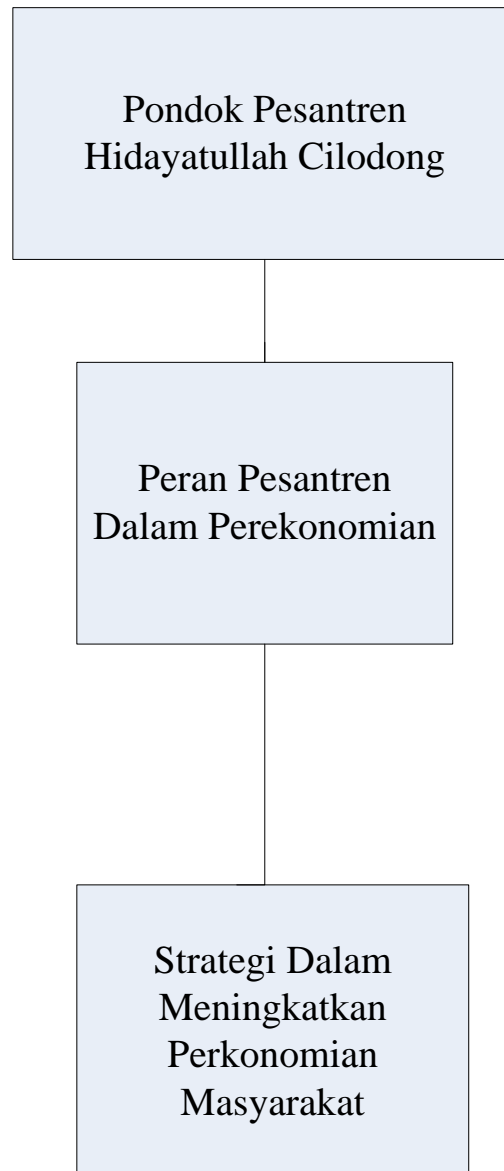 Pondok Pesantren
Hidayatullah Cilodong
Peran Pesantren
Dalam Perekonomian
Strategi Dalam
Meningkatkan
Perkonomian
Masyarakat